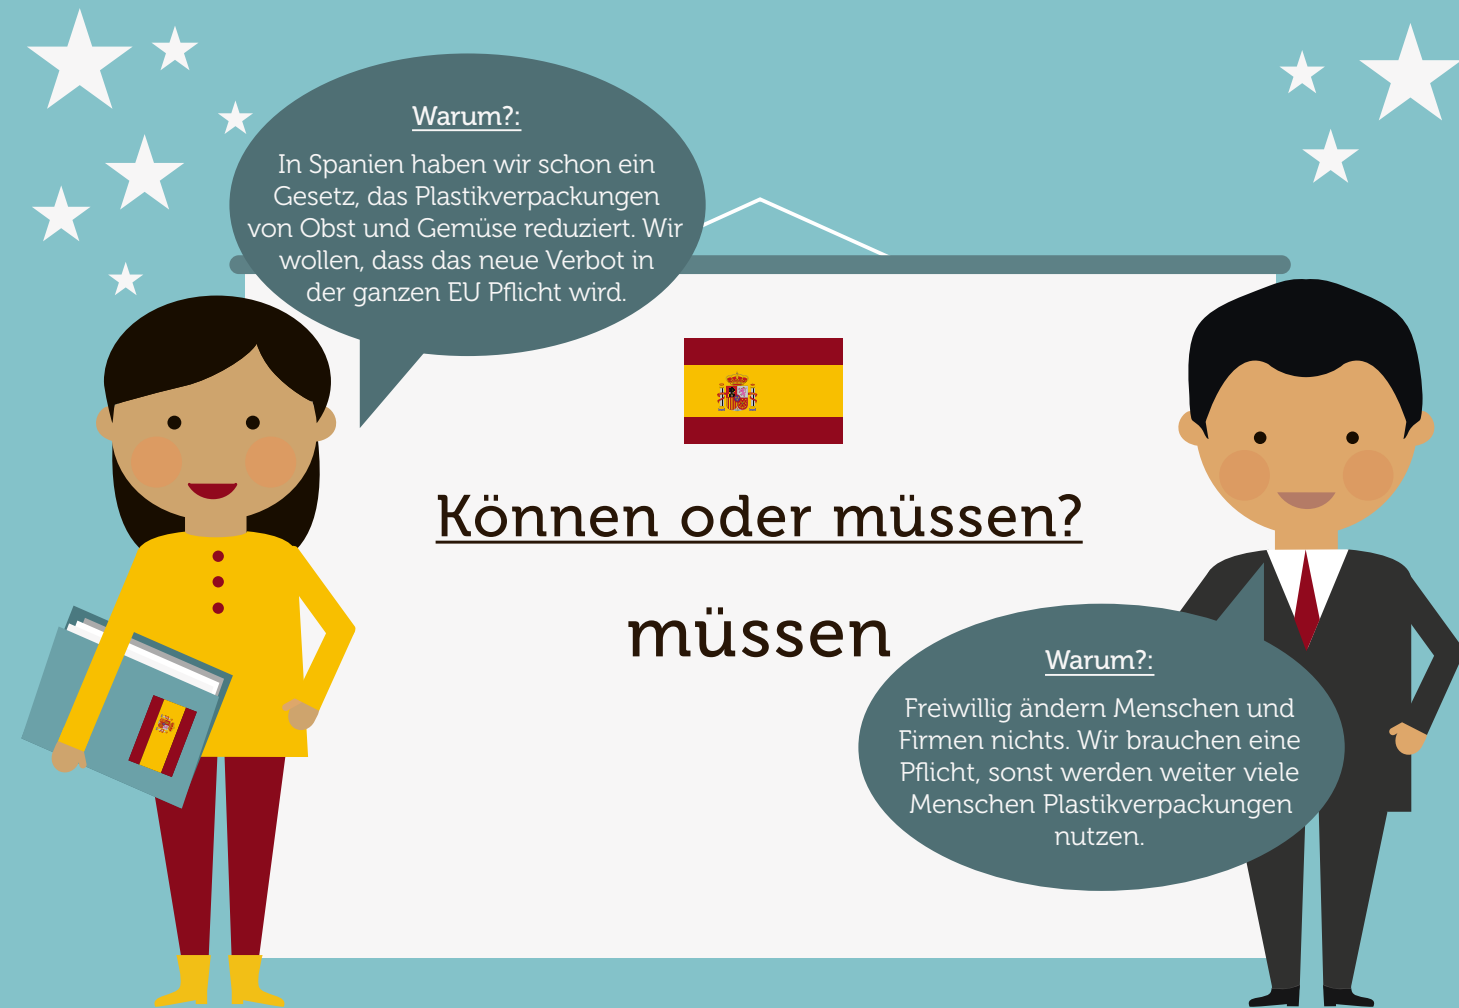 Warum?:
In Spanien haben wir schon ein
Gesetz, das Plastikverpackungen
von Obst und Gemüse reduziert. Wir
wollen, dass das neue Verbot in
der ganzen EU Pflicht wird.
Können oder müssen?
müssen
Warum?:
Freiwillig ändern Menschen und
Firmen nichts. Wir brauchen eine
Pflicht, sonst werden weiter viele
Menschen Plastikverpackungen
nutzen.